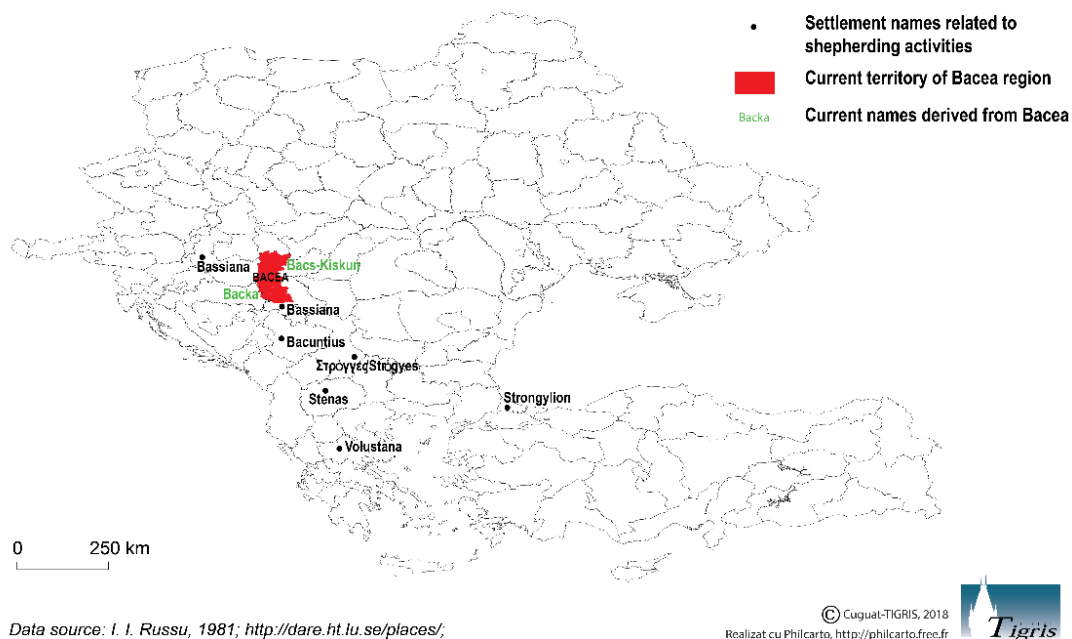 Settlement names related to
shepherding activities
Current territory of Bacea region
Backa
Current names derived from Bacea
Bassiana
Bacs-Kiskun
BACEA
Backa
Bassiana
Bacuntius
Στρόγγες Strogyes
Stenas
Strongylion
Volustana
0 250 km
© Cuguat-TIGRIS, 2018
Data source: I. I. Russu, 1981; http://dare.ht.lu.se/places/;
Realizat cu Philcarto, http://philcarto.free.fr
Tigris